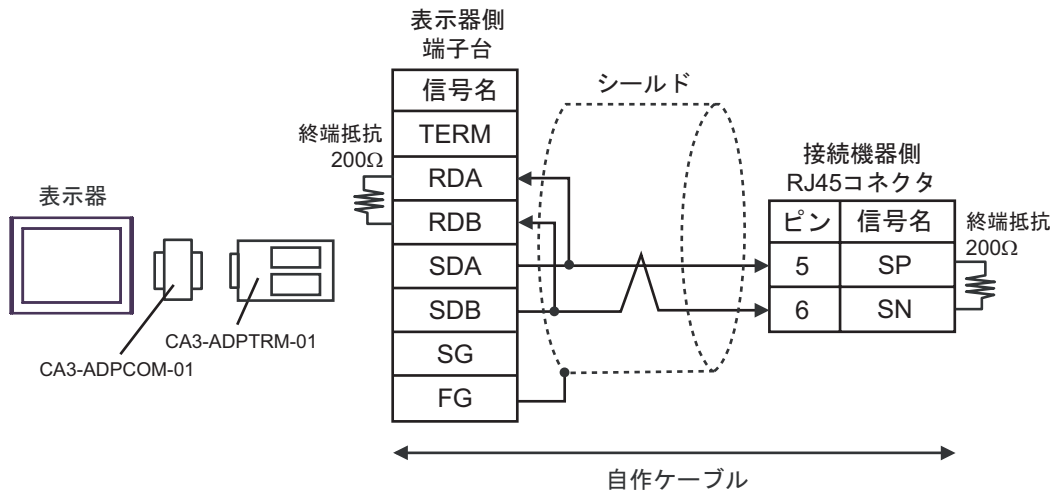 表示器側
端子台
信号名
TERM
RDA
RDB
SDA
SDB
SG
FG
終端抵抗
200Ω
シールド
接続機器側
RJ45コネクタ
ピン 信号名
5 SP
6 SN
終端抵抗
200Ω
表示器
CA3-ADPTRM-01
CA3-ADPCOM-01
自作ケーブル